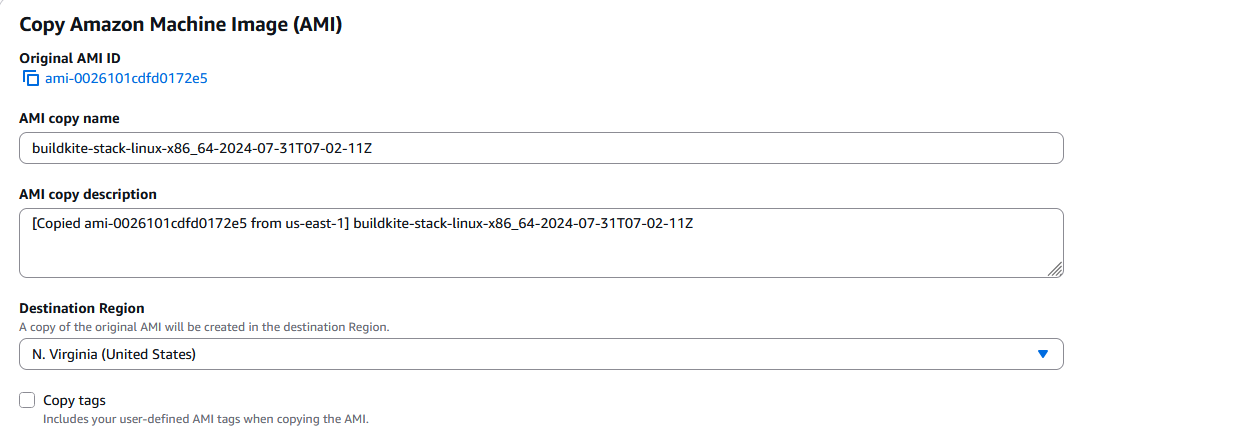 Copy Amazon Machine Image (AMI)
Original AMI ID
ami-0026101cdfd0172e5
AMI copy name
buildkite-stack-linux-x86_64-2024-07-31T07-02-11Z
AMI copy description
[Copied ami-0026101cdfd0172e5 from us-east-1] buildkite-stack-linux-x86_64-2024-07-31T07-02-11Z
Destination Region
A copy of the original AMI will be created in the destination Region.
N. Virginia (United States)
Copy tags
Includes your user-defined AMI tags when copying the AMI.